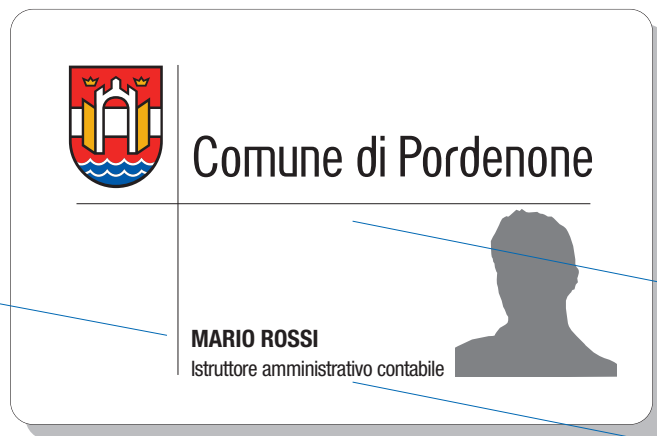 Comune di Pordenone
MARIO ROSSI
Istruttore amministrativo contabile